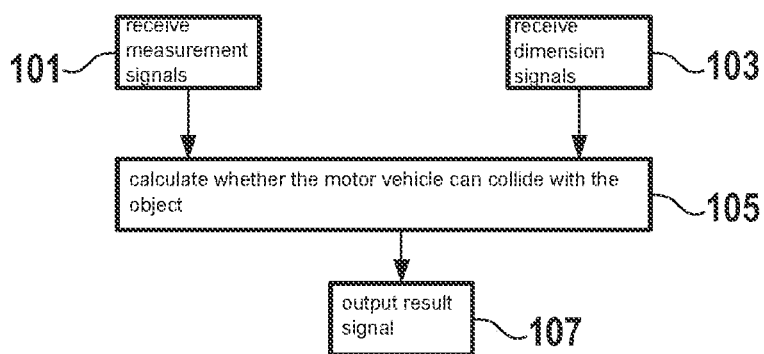 receive
measurement
signals
101
receive
dimension
signals
103
calculate whether the motor vehicle can collide with the
object
105
output result
signal
107